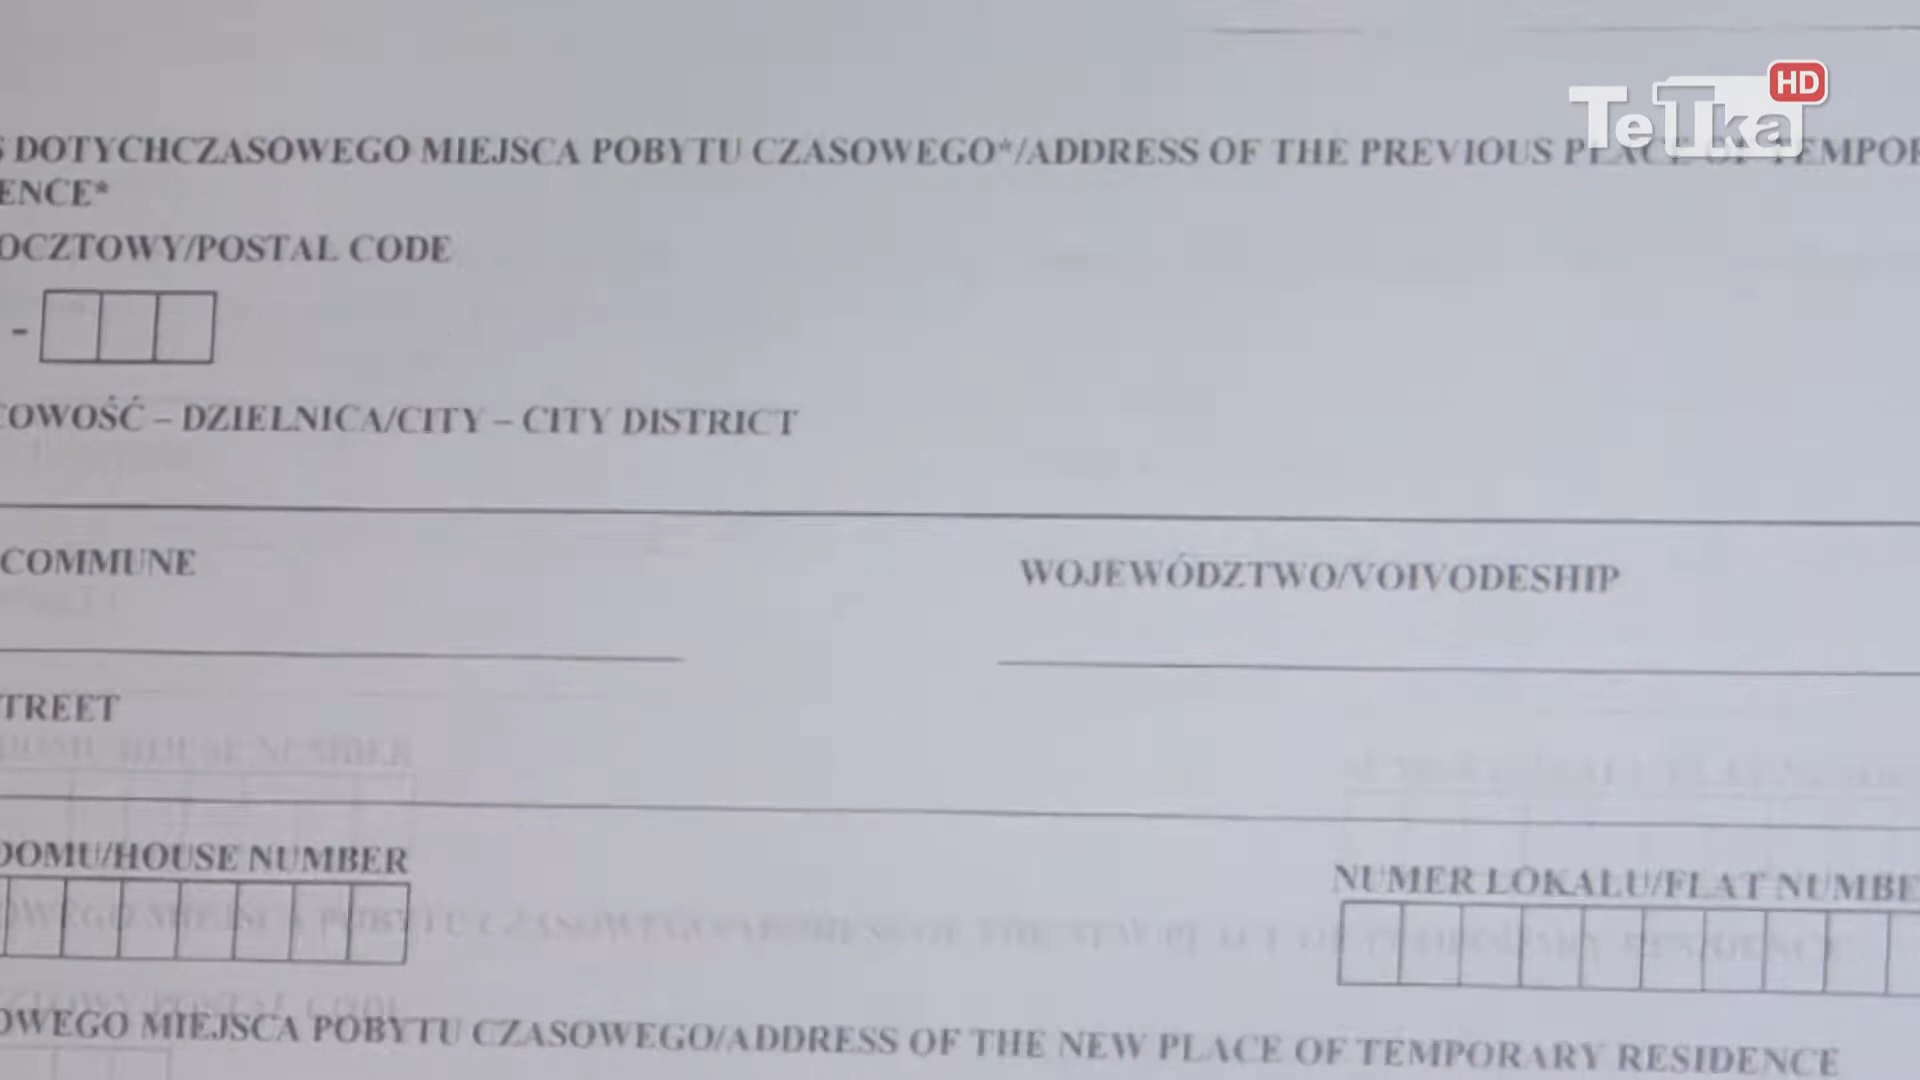 HD
TeTka
S DOTYCHCZASOWEGO MIEJSCA POBYTU CZASOWEGO*/ADDRESS OF THE PREVIOUS PLACE OF TEMPOR
ENCE*
OCZTOWY/POSTAL CODE
-
COWOŚĆ – DZIELNICA/CITY – CITY DISTRICT
COMMUNE
WOJEWÓDZTWO/VOIVODESHIP
TREET
DOMU/HOUSE NUMBER
NUMER LOKALU/FLAT NUMBE
OWEGO MIEJSCA POBYTU CZASOWEGO/ADDRESS OF THE NEW PLACE OF TEMPORARY RESIDENCE